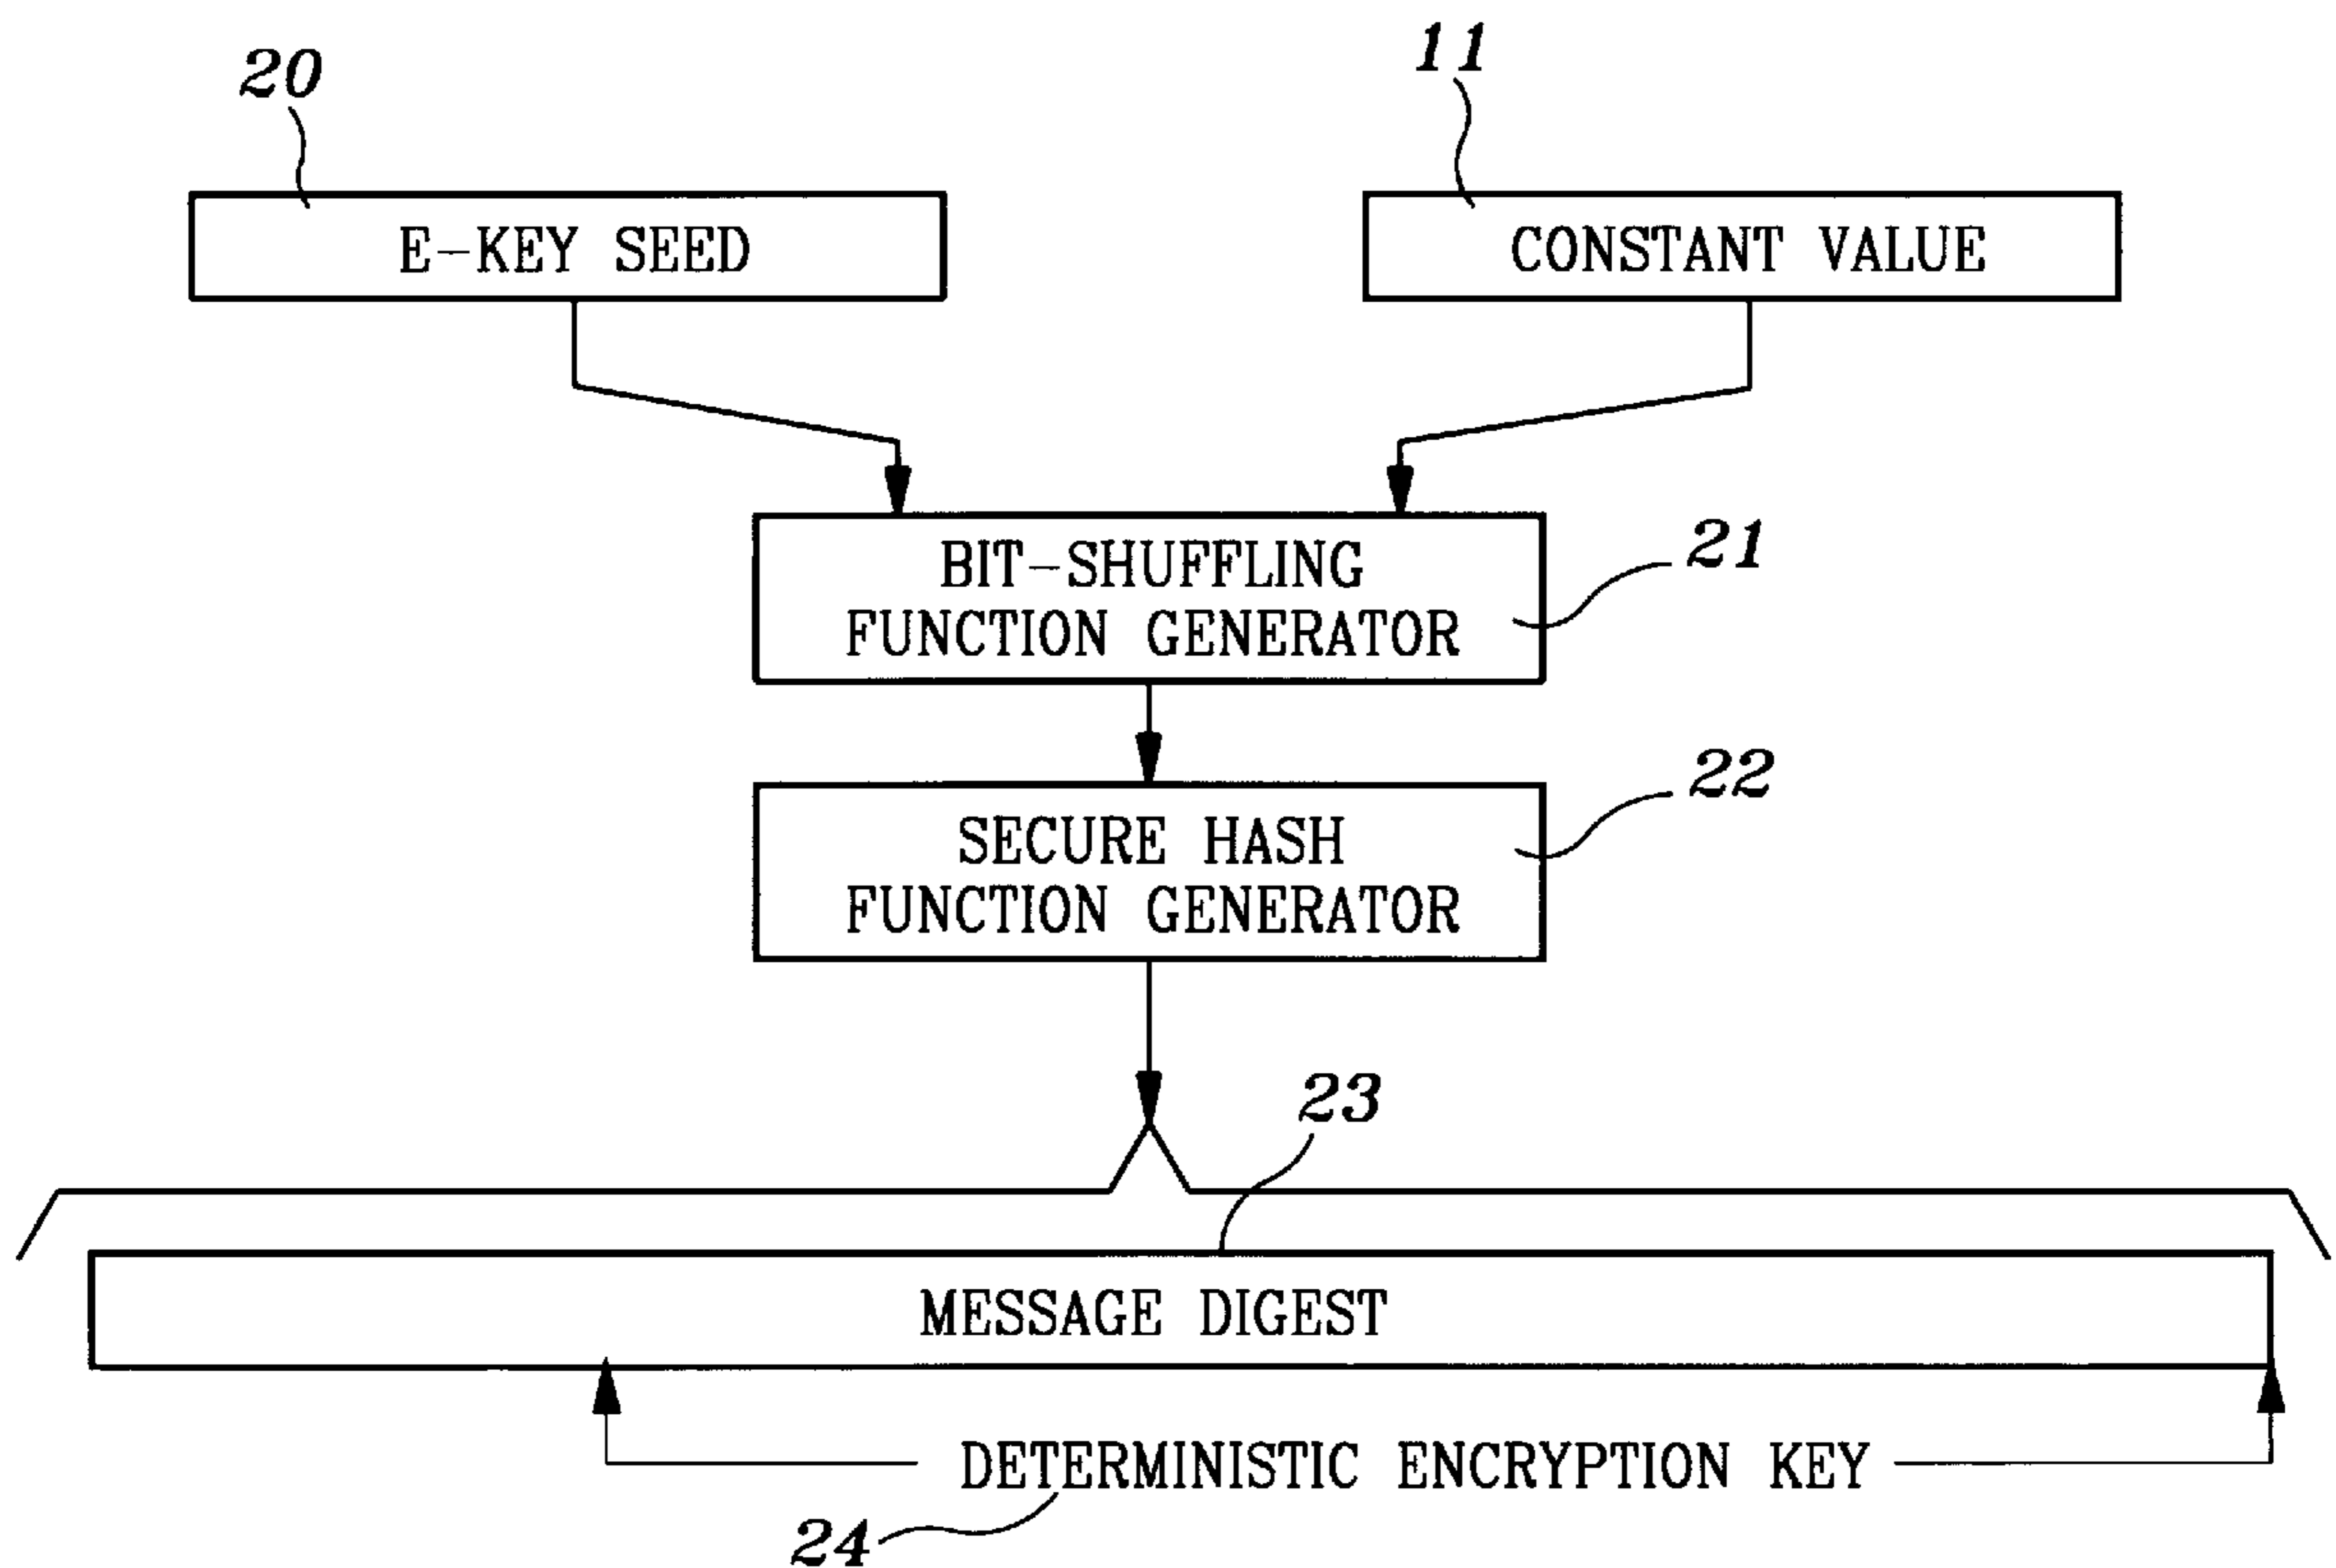 20
11
E-KEY SEED
CONSTANT VALUE
BIT-SHUFFLING
FUNCTION GENERATOR
21
SECURE HASH
FUNCTION GENERATOR
22
23
MESSAGE DIGEST
DETERMINISTIC ENCRYPTION KEY
24